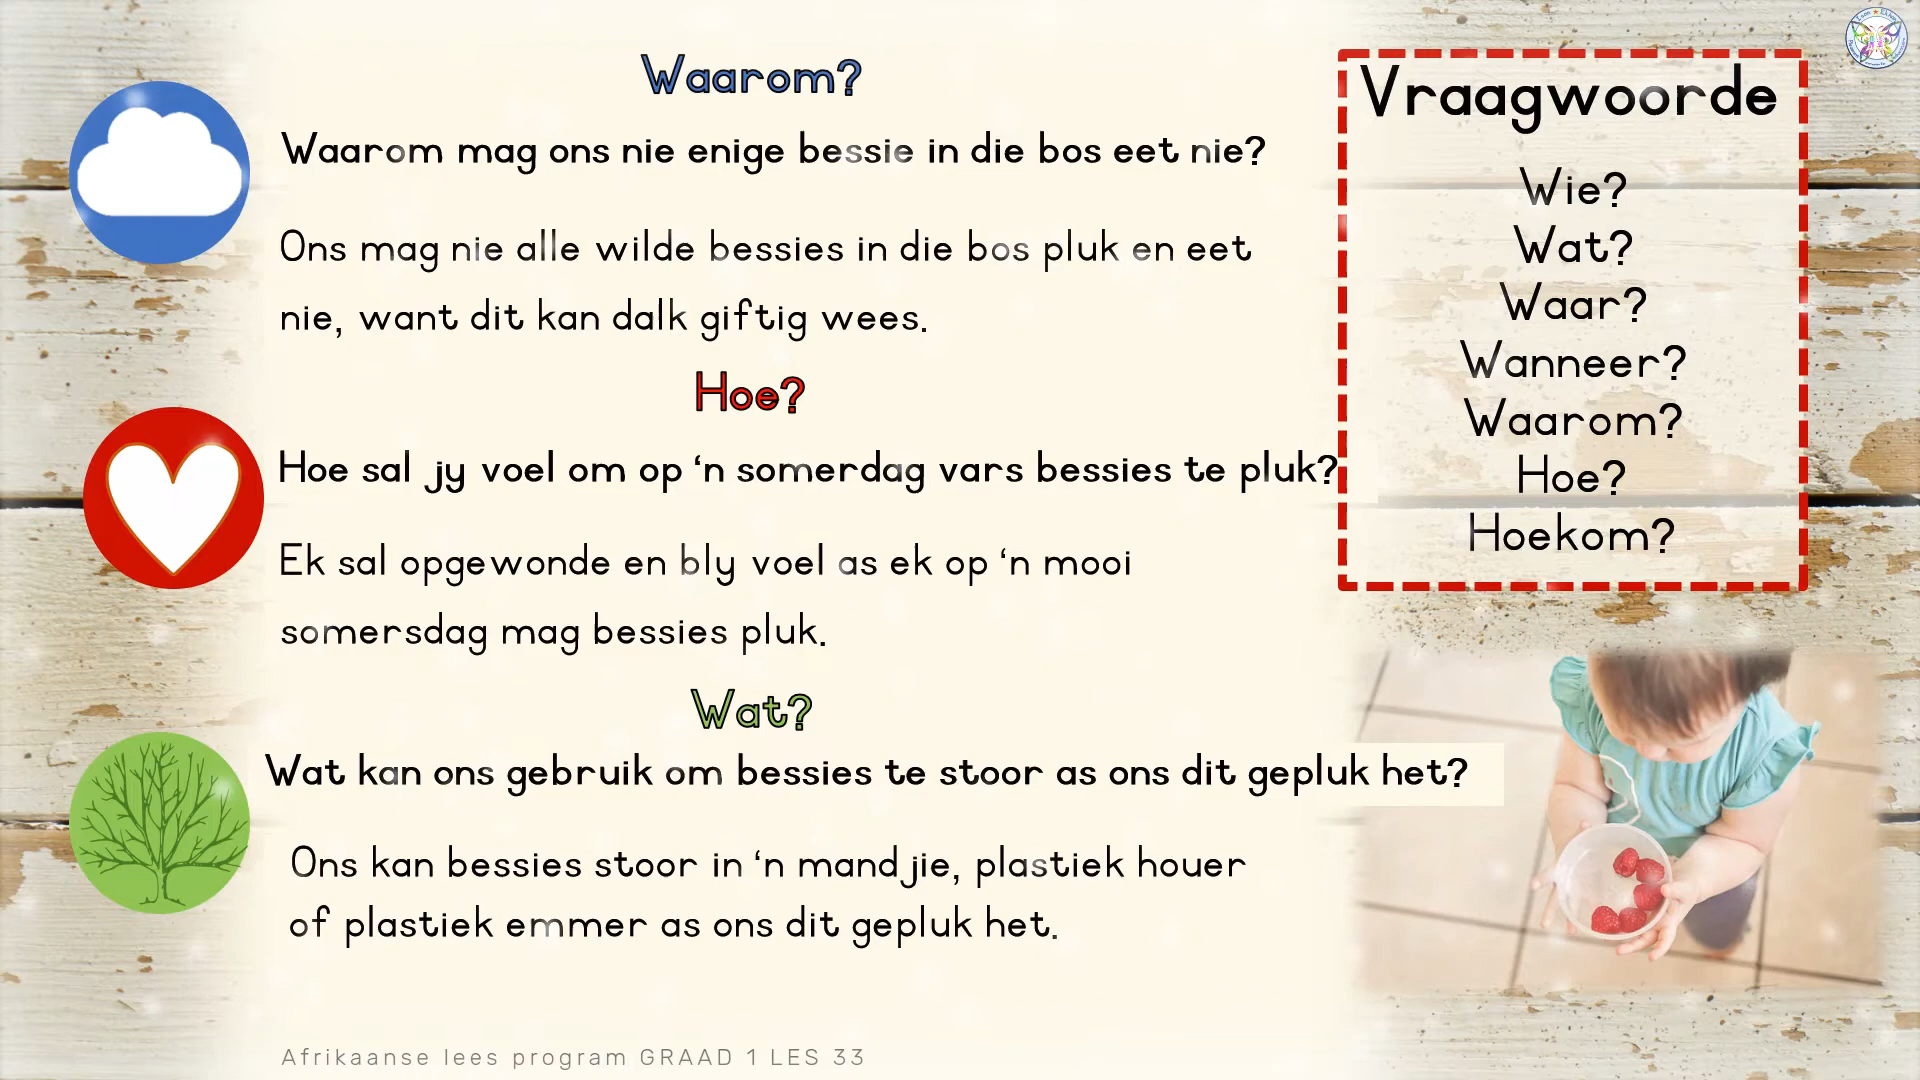 Waarom?
Waarom mag ons nie enige bessie in die bos eet nie?
Ons mag nie alle wilde bessies in die bos pluk en eet
nie, want dit kan dalk giftig wees.
Hoe?
Hoe sal jy voel om op ‘n somerdag vars bessies te pluk?
Ek sal opgewonde en bly voel as ek op ‘n mooi
somersdag mag bessies pluk.
Wat?
Wat kan ons gebruik om bessies te stoor as ons dit gepluk het?
Ons kan bessies stoor in ‘n mandjie, plastiek houer
of plastiek emmer as ons dit gepluk het.
Afrikaanse lees program GRAAD 1 LES 33
Vraagwoorde
Wie?
Wat?
Waar?
Wanneer?
Waarom?
Hoe?
Hoekom?